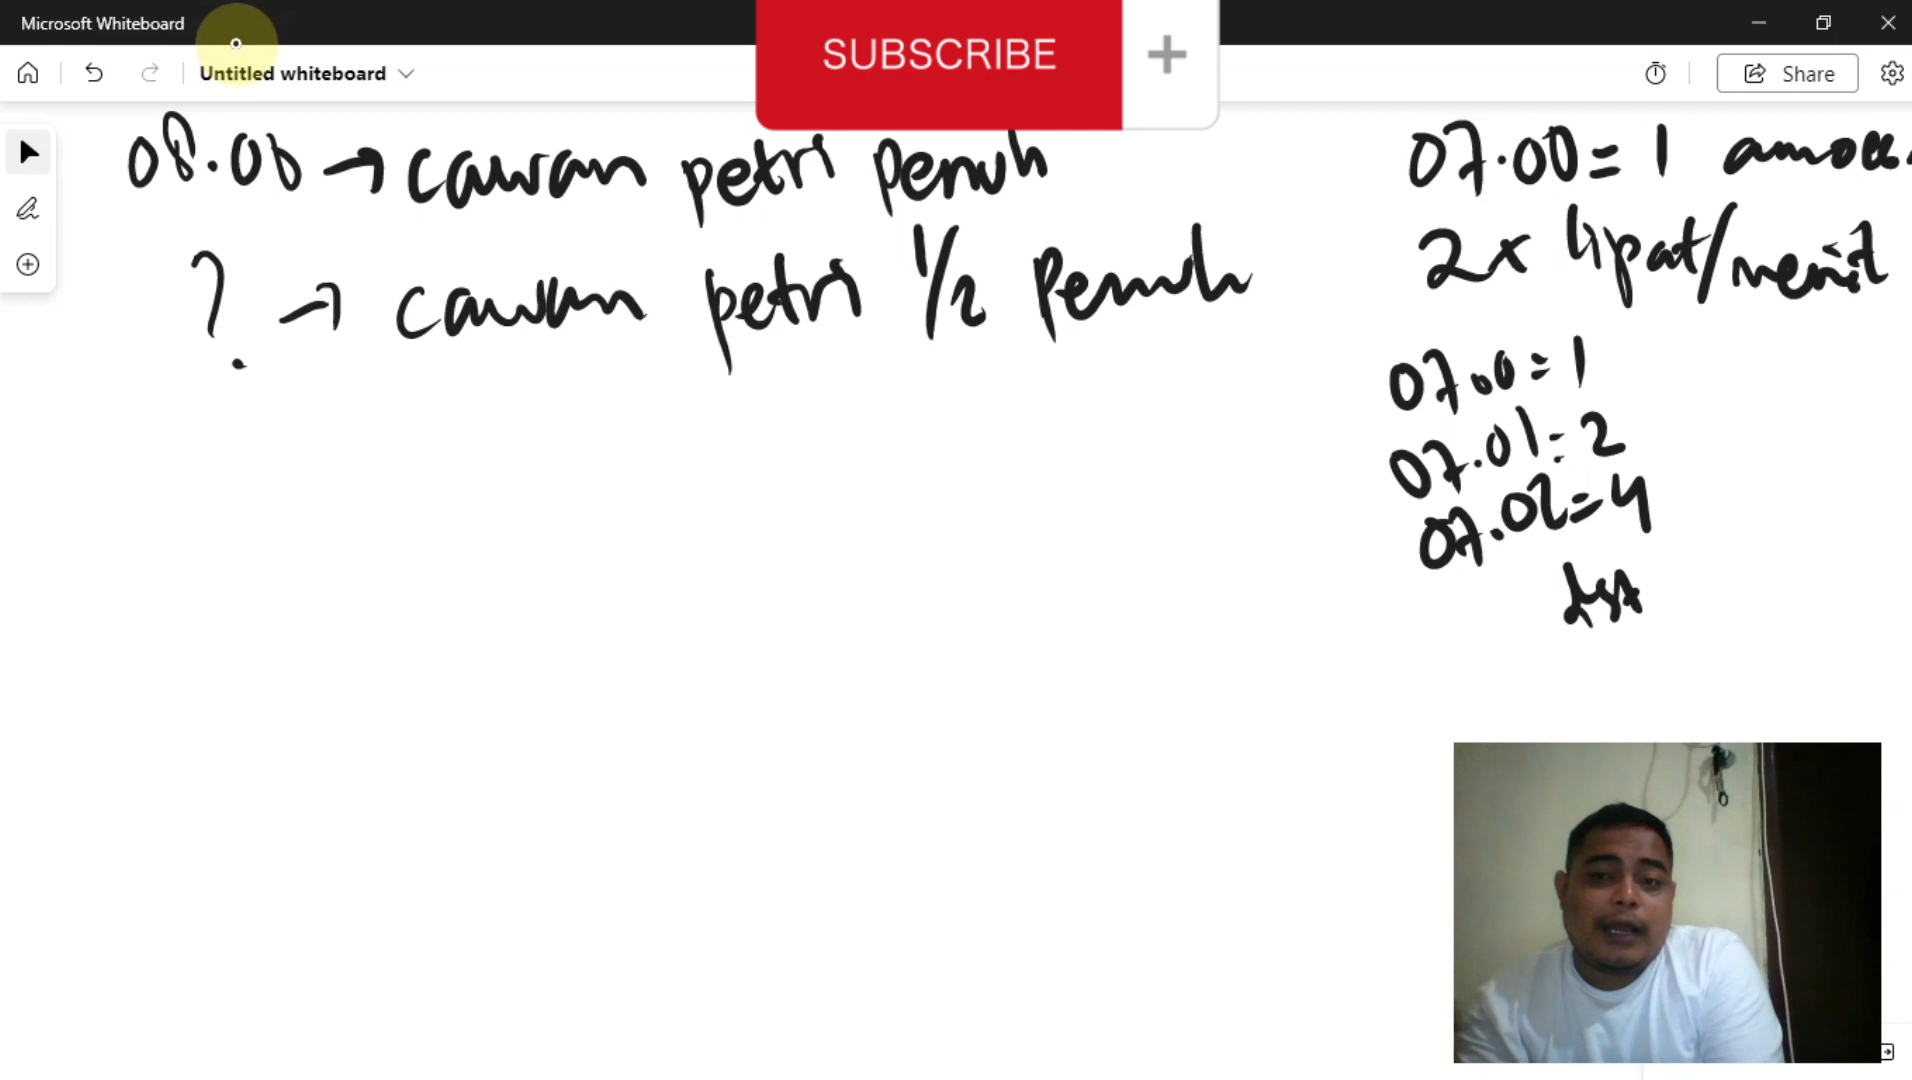 Microsoft Whiteboard
SUBSCRIBE +
Untitled whiteboard
Share
08.00 → cawan petri penuh
? → cawan petri 1/2 penuh
07.00 = 1
2x lipat/menit
07.00 = 1
07.01 = 2
07.02 = 4
dst